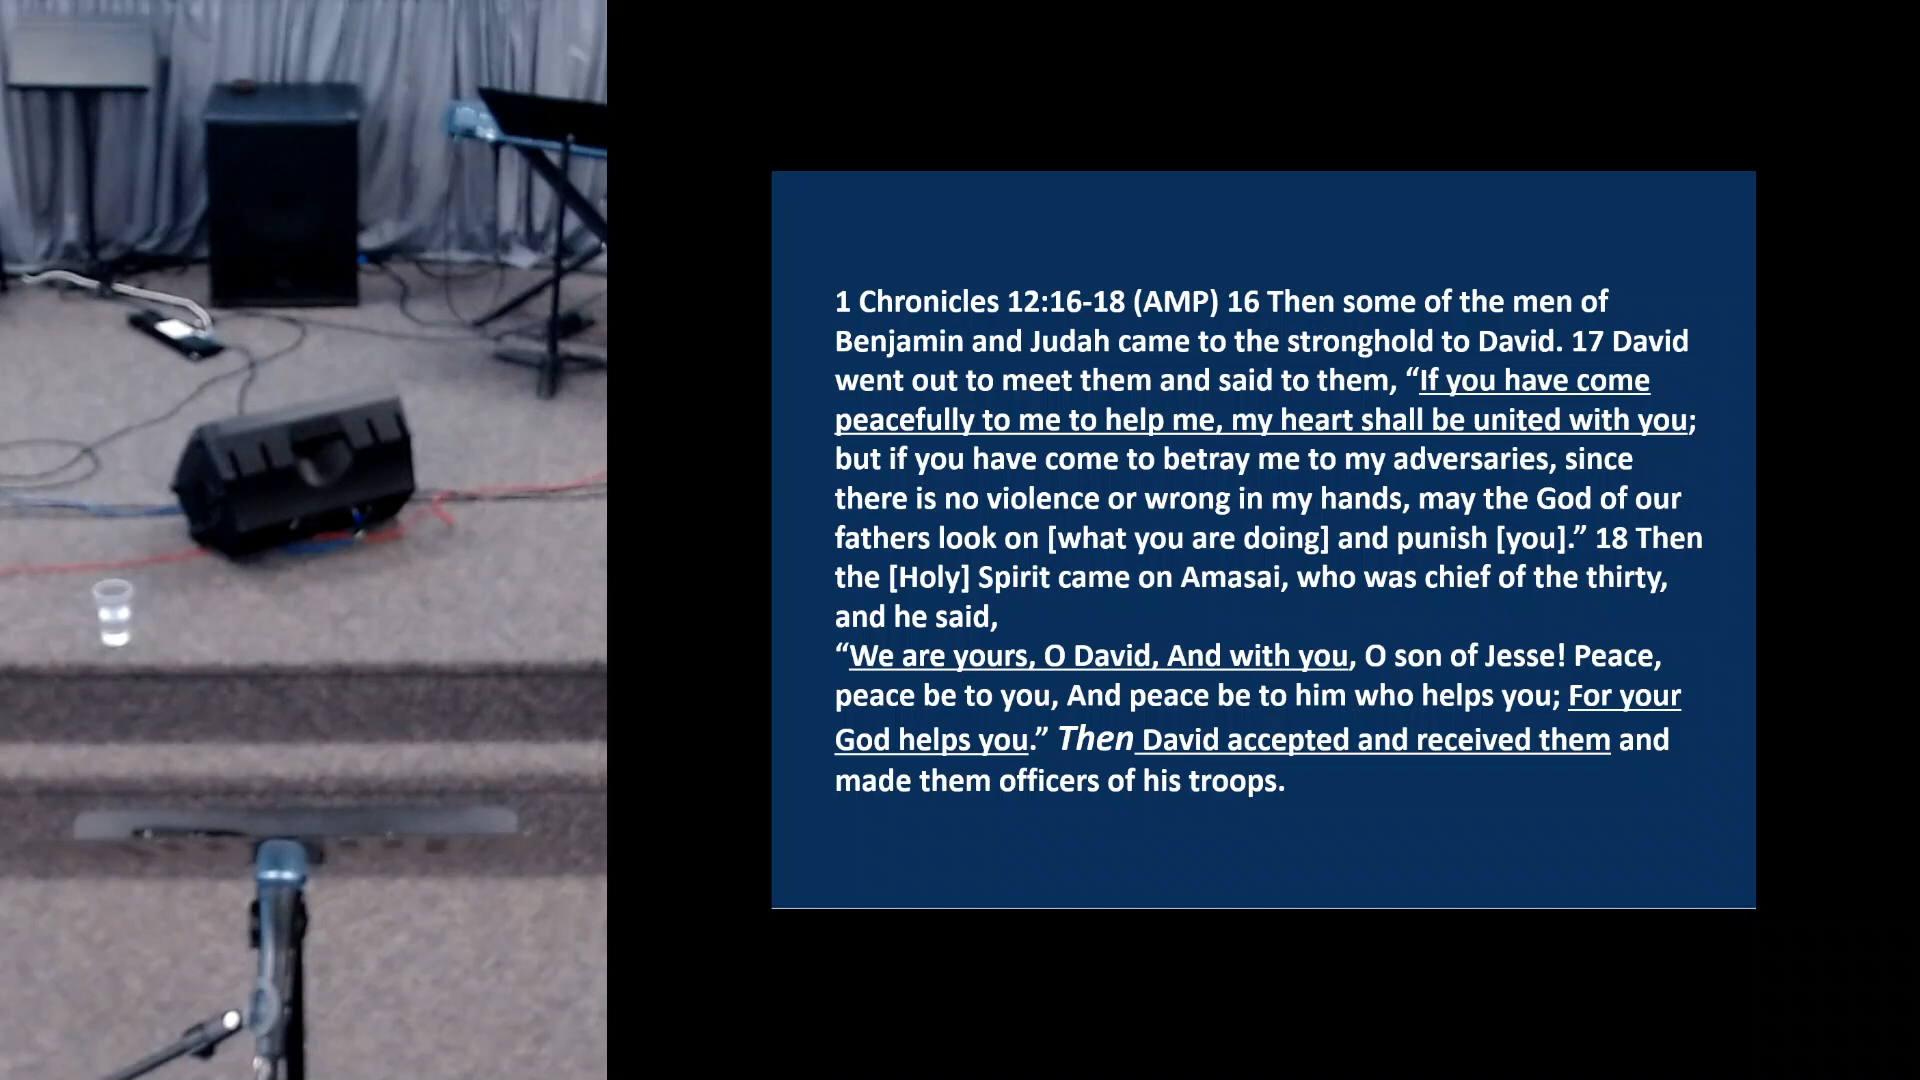 1 Chronicles 12:16-18 (AMP) 16 Then some of the men of
Benjamin and Judah came to the stronghold to David. 17 David
went out to meet them and said to them, “If you have come
peacefully to me to help me, my heart shall be united with you;
but if you have come to betray me to my adversaries, since
there is no violence or wrong in my hands, may the God of our
fathers look on [what you are doing] and punish [you].” 18 Then
the [Holy] Spirit came on Amasai, who was chief of the thirty,
and he said,
“We are yours, O David, And with you, O son of Jesse! Peace,
peace be to you, And peace be to him who helps you; For your
God helps you.” Then David accepted and received them and
made them officers of his troops.